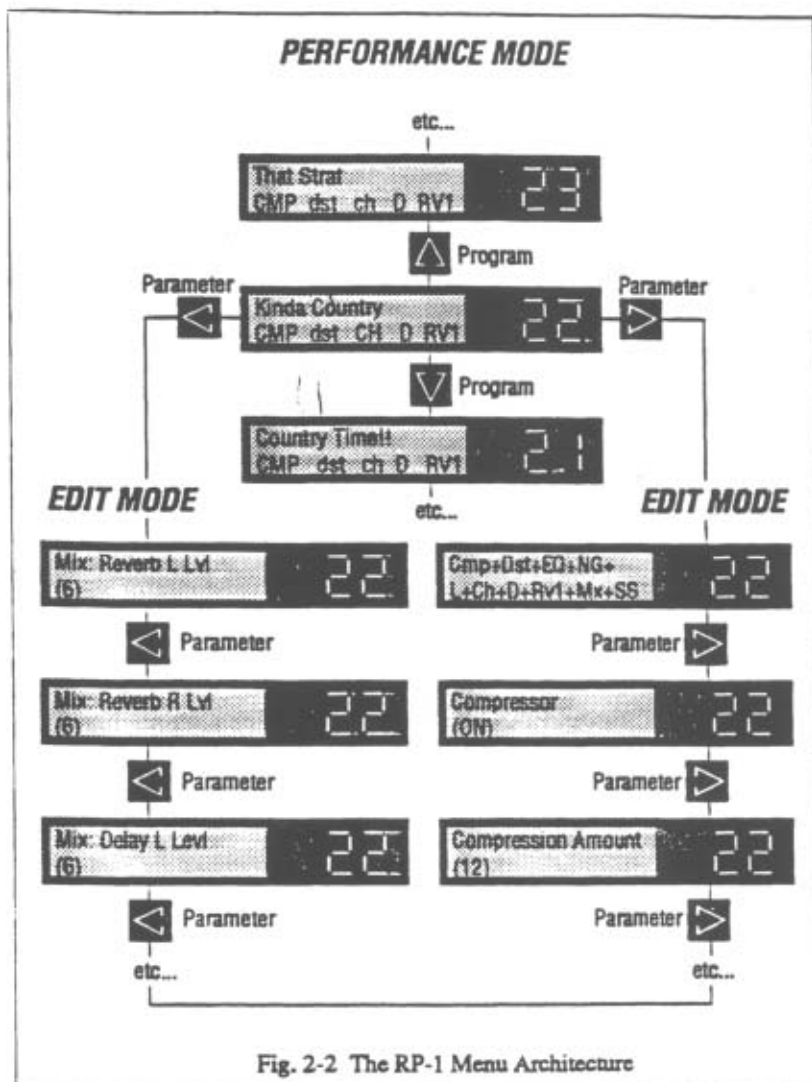 PERFORMANCE MODE
etc...
That Strat
CMP dst ch D RV1
23
Program
Parameter
Kinda Country
CMP dst CH D RV1
22
Parameter
Program
Country Time!!
CMP dst ch D RV1
21
etc...
EDIT MODE
EDIT MODE
Mix: Reverb L Lvl
(6)
22
Cmp+Dst+EQ+NG+
L+Ch+D+Rv1+Mx+SS
22
Parameter
Parameter
Mix: Reverb R Lvl
(6)
22
Compressor
(ON)
22
Parameter
Parameter
Mix: Delay L Levl
(6)
22
Compression Amount
(12)
22
Parameter
Parameter
etc...
etc...
Fig. 2-2 The RP-1 Menu Architecture